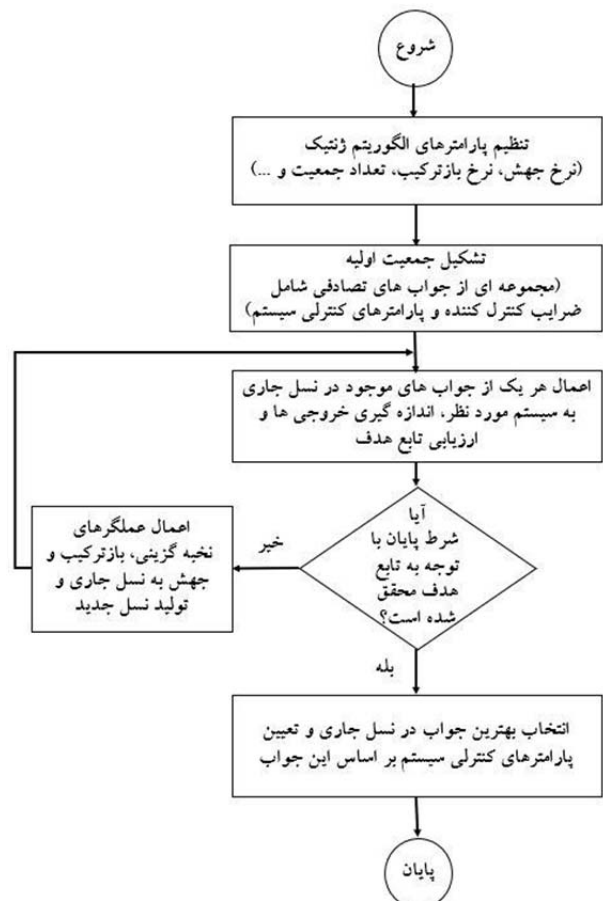 شروع
تنظیم پارامترهای الگوریتم ژنتیک
(نرخ جهش، نرخ بازترکیب، تعداد جمعیت و ...)
تشکیل جمعیت اولیه
(مجموعه ای از جواب های تصادفی شامل
ضرایب کنترل کننده و پارامترهای کنترلی سیستم)
اعمال هر یک از جواب های موجود در نسل جاری
به سیستم مورد نظر، اندازه گیری خروجی ها و
ارزیابی تابع هدف
آیا
شرط پایان با
توجه به تابع
هدف محقق
شده است؟
خیر
اعمال عملگرهای
نخبه گزینی، بازترکیب و
جهش به نسل جاری و
تولید نسل جدید
بله
انتخاب بهترین جواب در نسل جاری و تعیین
پارامترهای کنترلی سیستم بر اساس این جواب
پایان